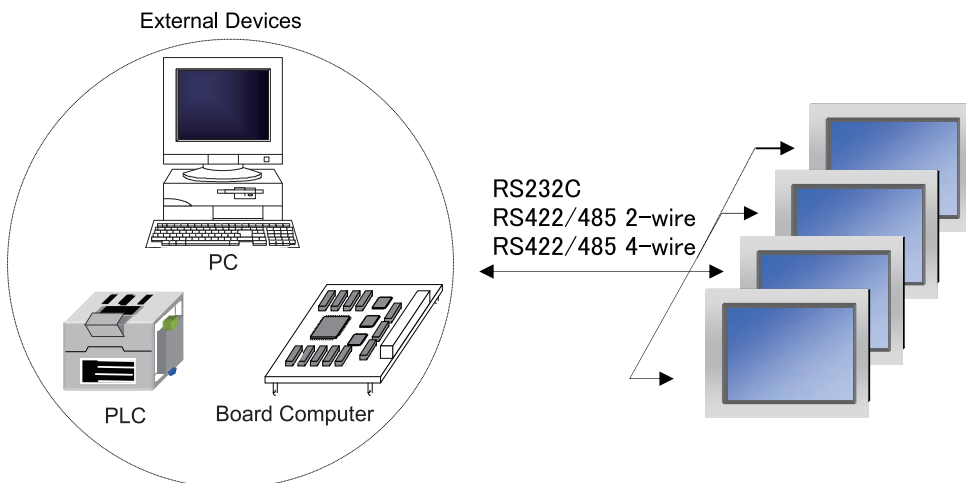 External Devices
PC
PLC
Board Computer
RS232C
RS422/485 2-wire
RS422/485 4-wire